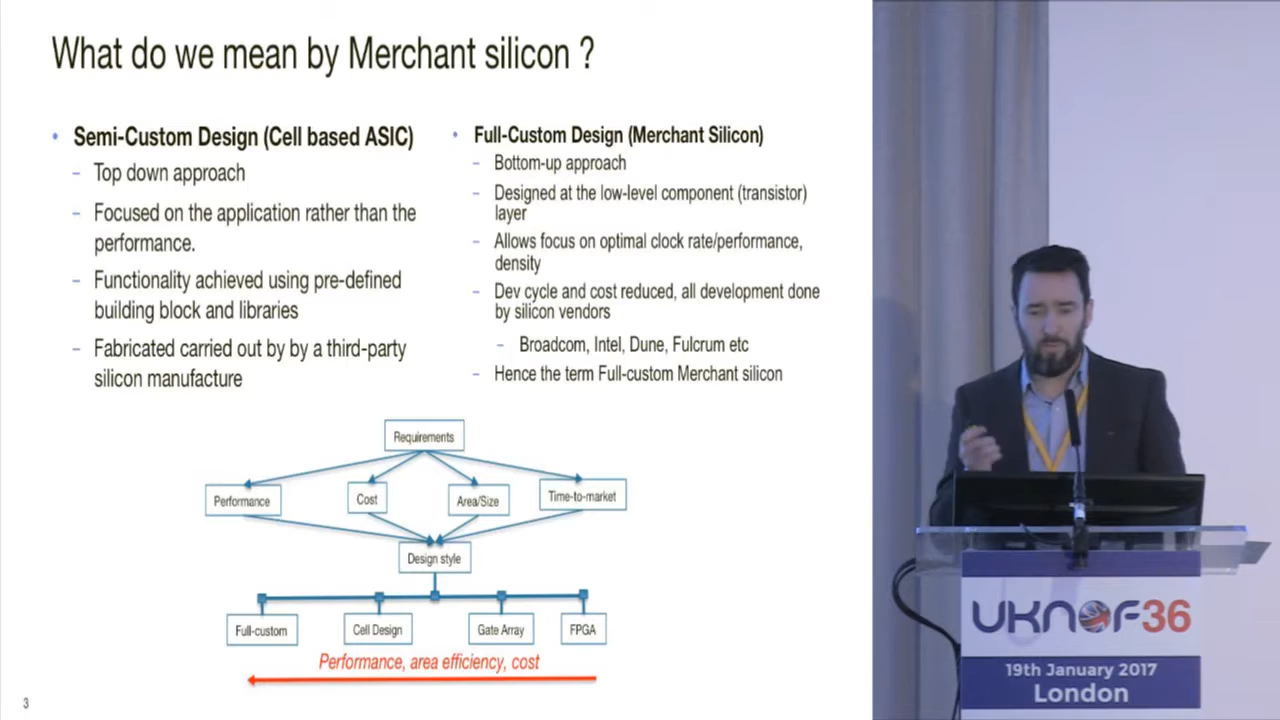 What do we mean by Merchant silicon ?
• Semi-Custom Design (Cell based ASIC)
– Top down approach
– Focused on the application rather than the
performance.
– Functionality achieved using pre-defined
building block and libraries
– Fabricated carried out by by a third-party
silicon manufacture
• Full-Custom Design (Merchant Silicon)
– Bottom-up approach
– Designed at the low-level component (transistor)
layer
– Allows focus on optimal clock rate/performance,
density
– Dev cycle and cost reduced, all development done
by silicon vendors
– Broadcom, Intel, Dune, Fulcrum etc
– Hence the term Full-custom Merchant silicon
Requirements
Performance
Cost
Area/Size
Time-to-market
Design style
Full-custom
Cell Design
Gate Array
FPGA
Performance, area efficiency, cost
3
UKNOF36
19th January 2017
London